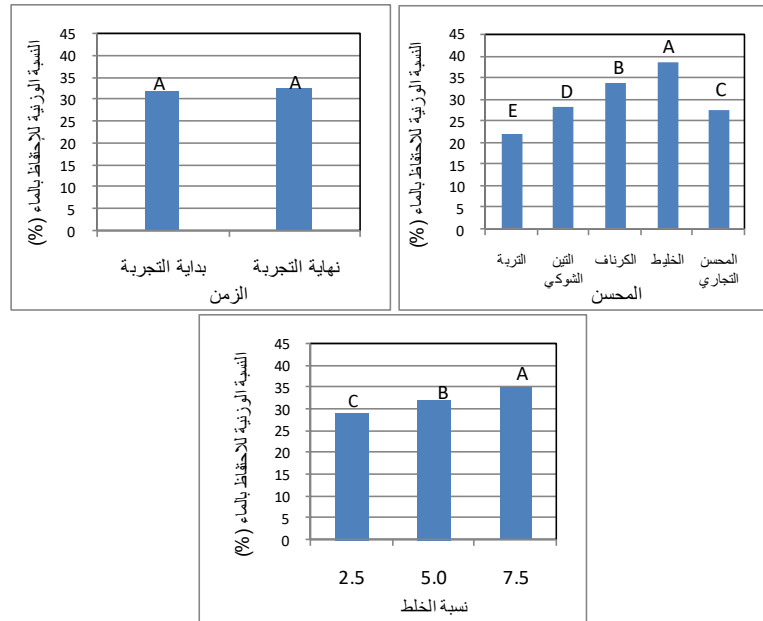 النسبة الوزنية للإحتفاظ بالماء (%)
45
40
35
30
25
20
15
10
5
0
A
A
بداية التجربة
نهاية التجربة
الزمن
النسبة الوزنية للاحتفاظ بالماء (%)
45
40
35
30
25
20
15
10
5
0
E
D
B
A
C
التربة
التين
الشوكي
الكرناف
الخليط
المحسن
التجاري
المحسن
النسبة الوزنية للاحتفاظ بالماء (%)
45
40
35
30
25
20
15
10
5
0
C
B
A
2.5
5.0
7.5
نسبة الخلط